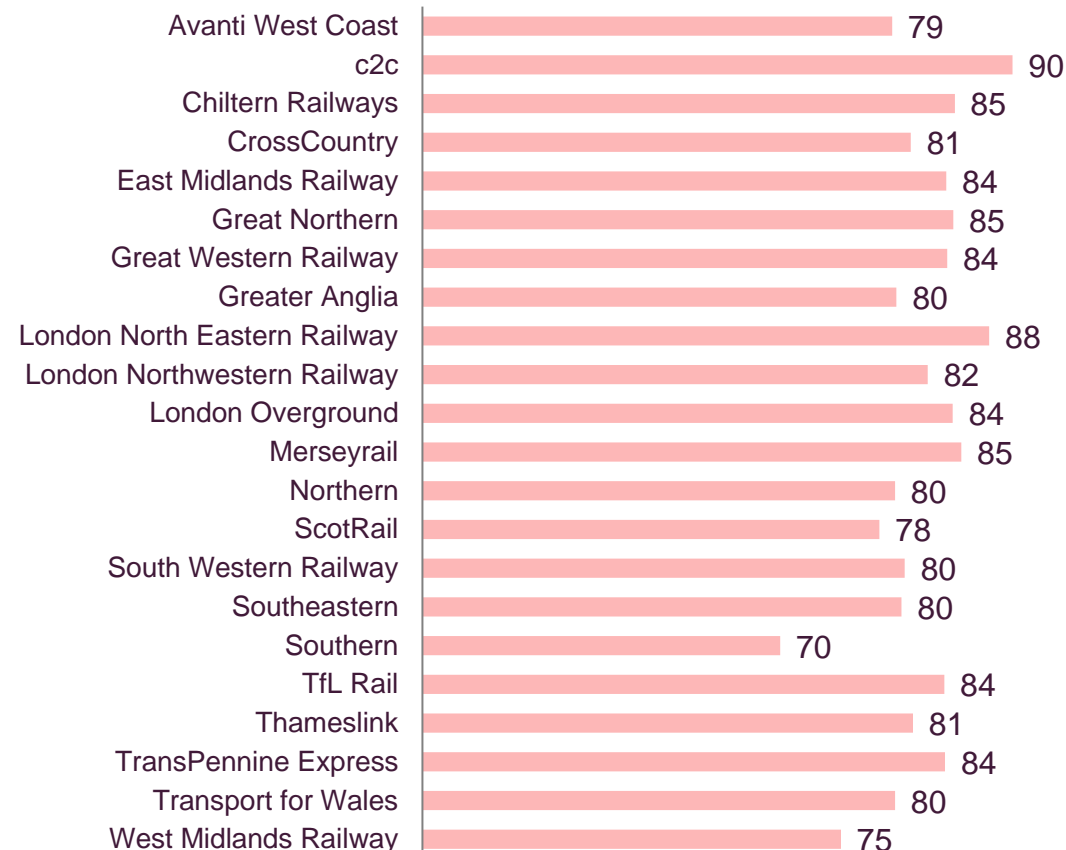 Avanti West Coast 79
c2c 90
Chiltern Railways 85
CrossCountry 81
East Midlands Railway 84
Great Northern 85
Great Western Railway 84
Greater Anglia 80
London North Eastern Railway 88
London Northwestern Railway 82
London Overground 84
Merseyrail 85
Northern 80
ScotRail 78
South Western Railway 80
Southeastern 80
Southern 70
TfL Rail 84
Thameslink 81
TransPennine Express 84
Transport for Wales 80
West Midlands Railway 75